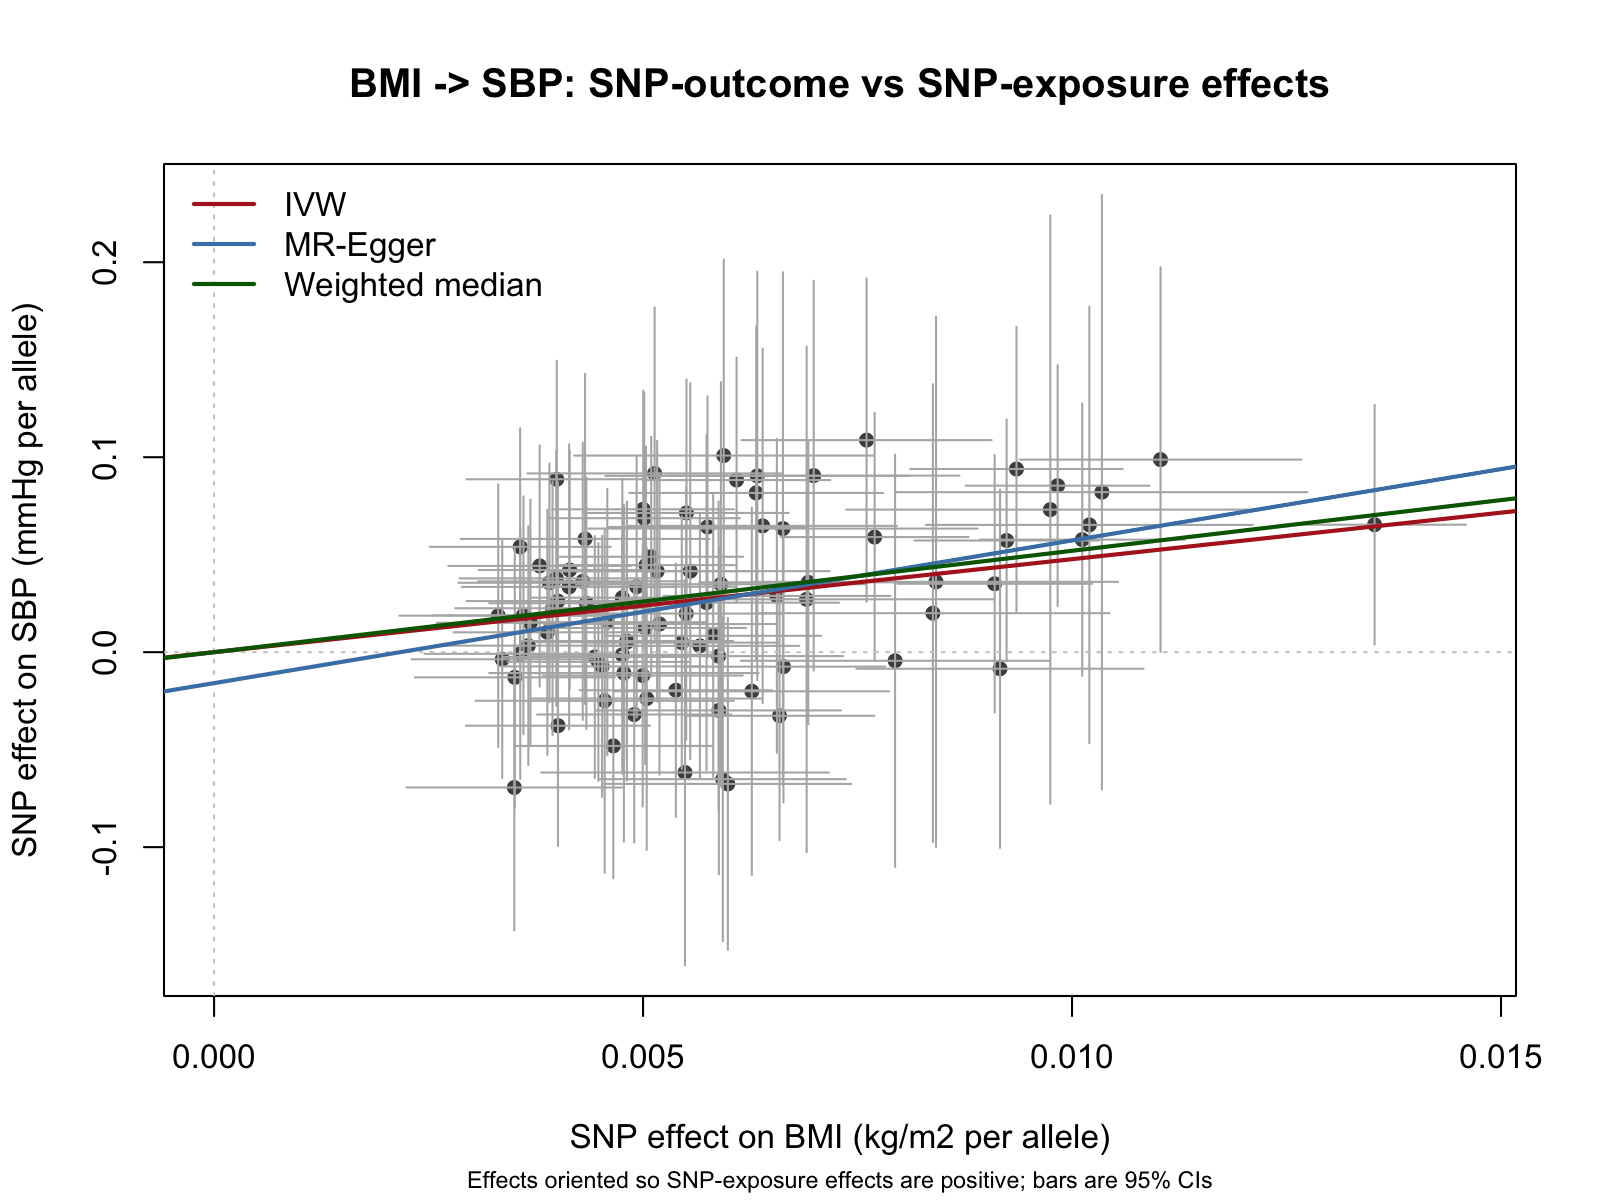 BMI -> SBP: SNP-outcome vs SNP-exposure effects
IVW
MR-Egger
Weighted median
SNP effect on SBP (mmHg per allele)
0.2
0.1
0.0
-0.1
0.000 0.005 0.010 0.015
SNP effect on BMI (kg/m2 per allele)
Effects oriented so SNP-exposure effects are positive; bars are 95% CIs